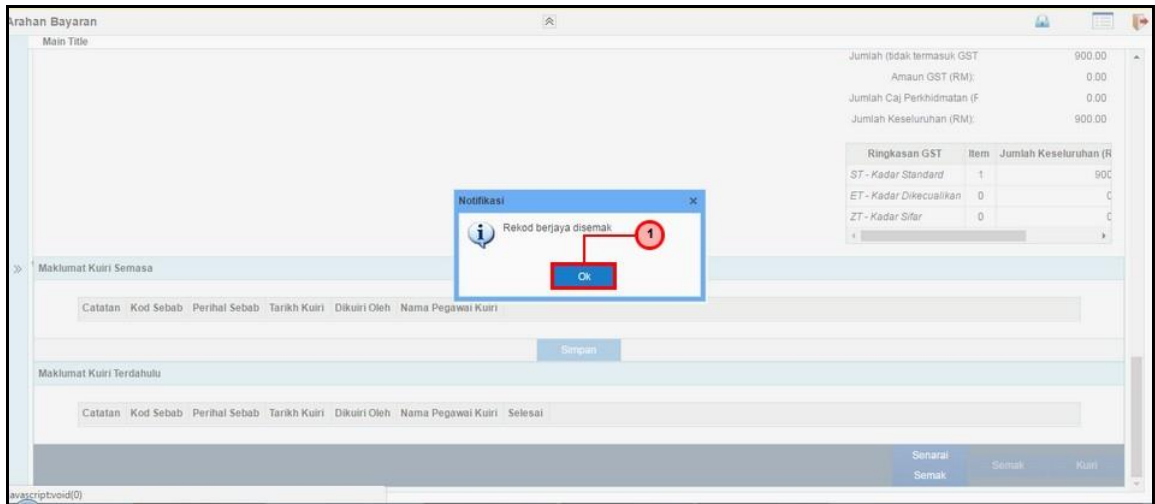 Arahan Bayaran
Main Title
Jumlah (tidak termasuk GST 900.00
Amaun GST (RM): 0.00
Jumlah Caj Perkhidmatan (F 0.00
Jumlah Keseluruhan (RM): 900.00
Ringkasan GST Item Jumlah Keseluruhan (R
ST - Kadar Standard 1 900
ET - Kadar Dikecualikan 0 0
ZT - Kadar Sifar 0 0
Notifikasi x
Rekod berjaya disemak
1
Ok
Maklumat Kuiri Semasa
Catatan Kod Sebab Perihal Sebab Tarikh Kuiri Dikuiri Oleh Nama Pegawai Kuiri
Simpan
Maklumat Kuiri Terdahulu
Catatan Kod Sebab Perihal Sebab Tarikh Kuiri Dikuiri Oleh Nama Pegawai Kuiri Selesai
Senarai
Semak
Semak
Kuiri
avascript:void(0)